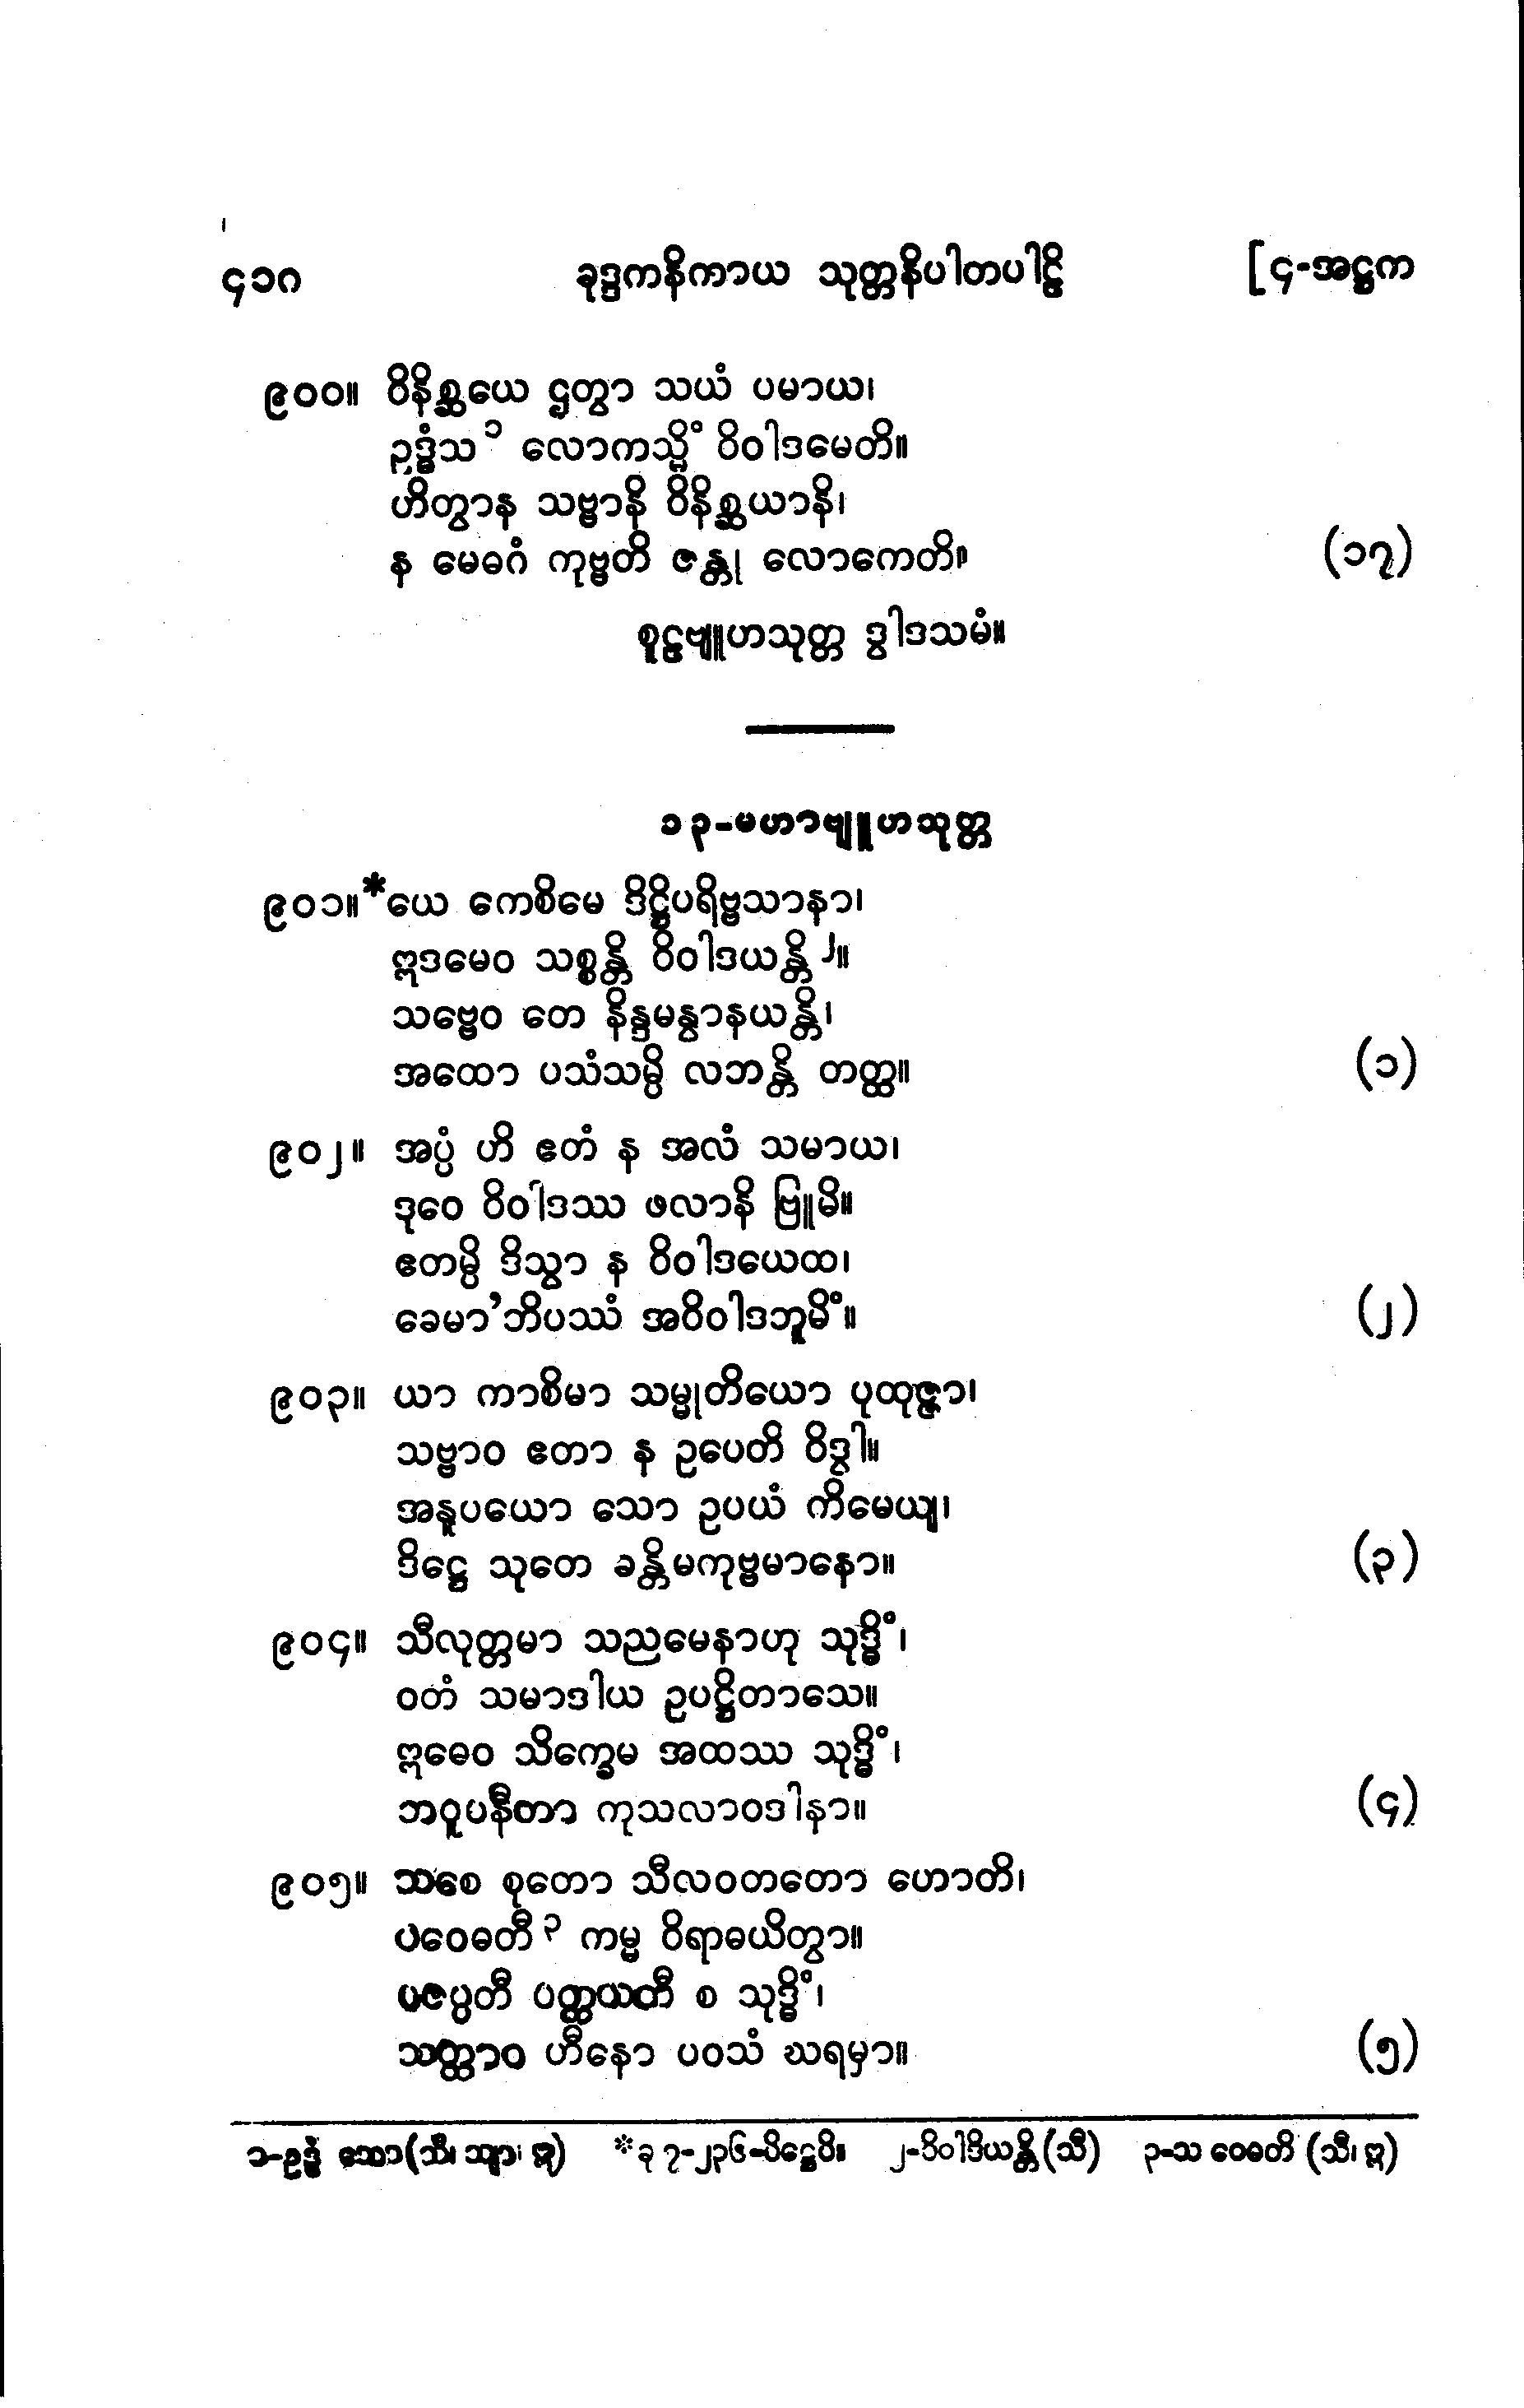 ၄၁ဂ ခုဒ္ဒကနိကာယ သုတ္တနိပါတပါဠိ [၄-အဋ္ဌက
၉၀၀။ ဝိနိစ္ဆယေ ဌတွာ သယံ ပမာယ၊
ဥဒ္ဓံသ ၁ လောကသ္မိံ ဝိဝါဒမေတိ။
ဟိတွာန သဗ္ဗာနိ ဝိနိစ္ဆယာနိ၊
န မေဓဂံ ကုဗ္ဗတိ ဇန္တု လောကေတိ။ (၁၇)
စူဠဗျူဟသုတ္တ ဒွါဒသမံ။
၁၃-မဟာဗျူဟသုတ္တ
၉၀၁။ *ယေ ကေစိမေ ဒိဋ္ဌိပရိဗ္ဗသာနာ၊
ဣဒမေဝ သစ္စန္တိ ဝိဝါဒယန္တိ ၂။
သဗ္ဗေဝ တေ နိန္ဒမန္វာနယန္တိ၊
အထော ပသံသမ္ပိ လဘန္တိ တတ္ထ။ (၁)
၉၀၂။ အပ္ပံ ဟိ ဧတံ န အလံ သမာယ၊
ဒုဝေ ဝိဝါဒဿ ဖလာနိ ဗြူမိ။
ဧတမ္ပိ ဒိသွာ န ဝိဝါဒယေထ၊
ခေမာ’ဘိပဿံ အဝိဝါဒဘူမိံ။ (၂)
၉၀၃။ ယာ ကာစိမာ သမ္မုတိယော ပုထုဇ္ဇာ၊
သဗ္ဗာဝ ဧတာ န ဥပေတိ ဝိဒွါ။
အနူပယော သော ဥပယံ ကိမေယျ၊
ဒိဋ္ဌေ သုတေ ခန္တိမကုဗ္ဗမာနော။ (၃)
၉၀၄။ သီလုတ္တမာ သညမေနာဟု သုဒ္ဓိံ၊
ဝတံ သမာဒါယ ဥပဋ္ဌိတာသေ။
ဣဓေဝ သိက္ခေမ အထဿ သုဒ္ဓိံ၊
ဘဝူပနီတာ ကုသလာဝဒါနာ။ (၄)
၉၀၅။ သစေ စုတော သီလဝတတော ဟောတိ၊
ပဝေဓတီ ၃ ကမ္မ ဝိရာဓယိတွာ။
ပဇပ္ပတီ ပတ္ထယတီ စ သုဒ္ဓိံ၊
သတ္ထာဝ ဟီနော ပဝသံ ဃရမှာ။ (၅)
၁-ဥဒ္ဓံ သော (သီ၊ သျာ၊ ဣ) *ခု ၇-၂၃၆-ပိဋ္ဌေပိ။ ၂-ဝိဝါဒိယန္တိ (သီ) ၃-သ ဝေဓတိ (သီ၊ ဣ)